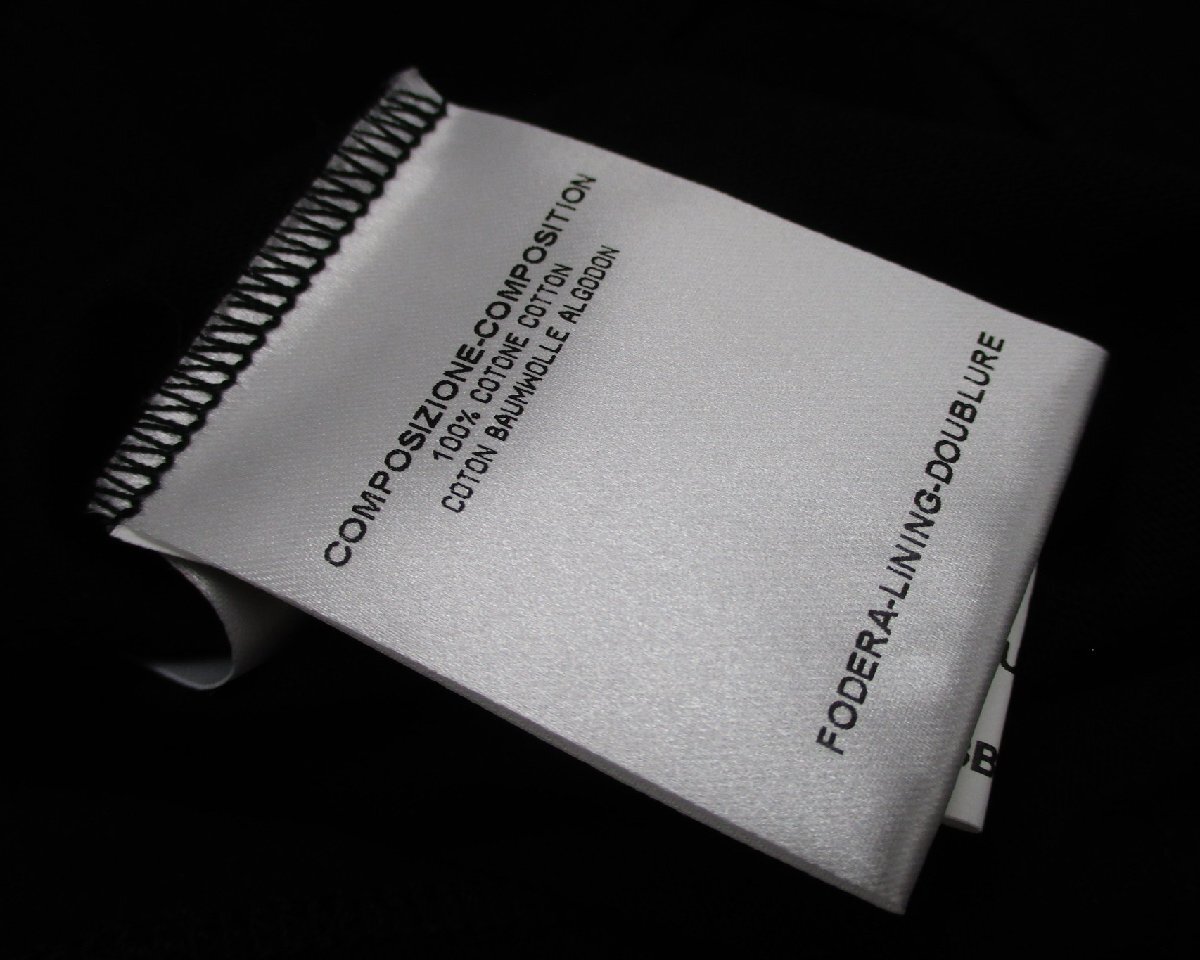 COMPOSIZIONE-COMPOSITION
100% COTONE COTTON
COTON BAUMWOLLE ALGODON
FODERA-LINING-DOUBLURE